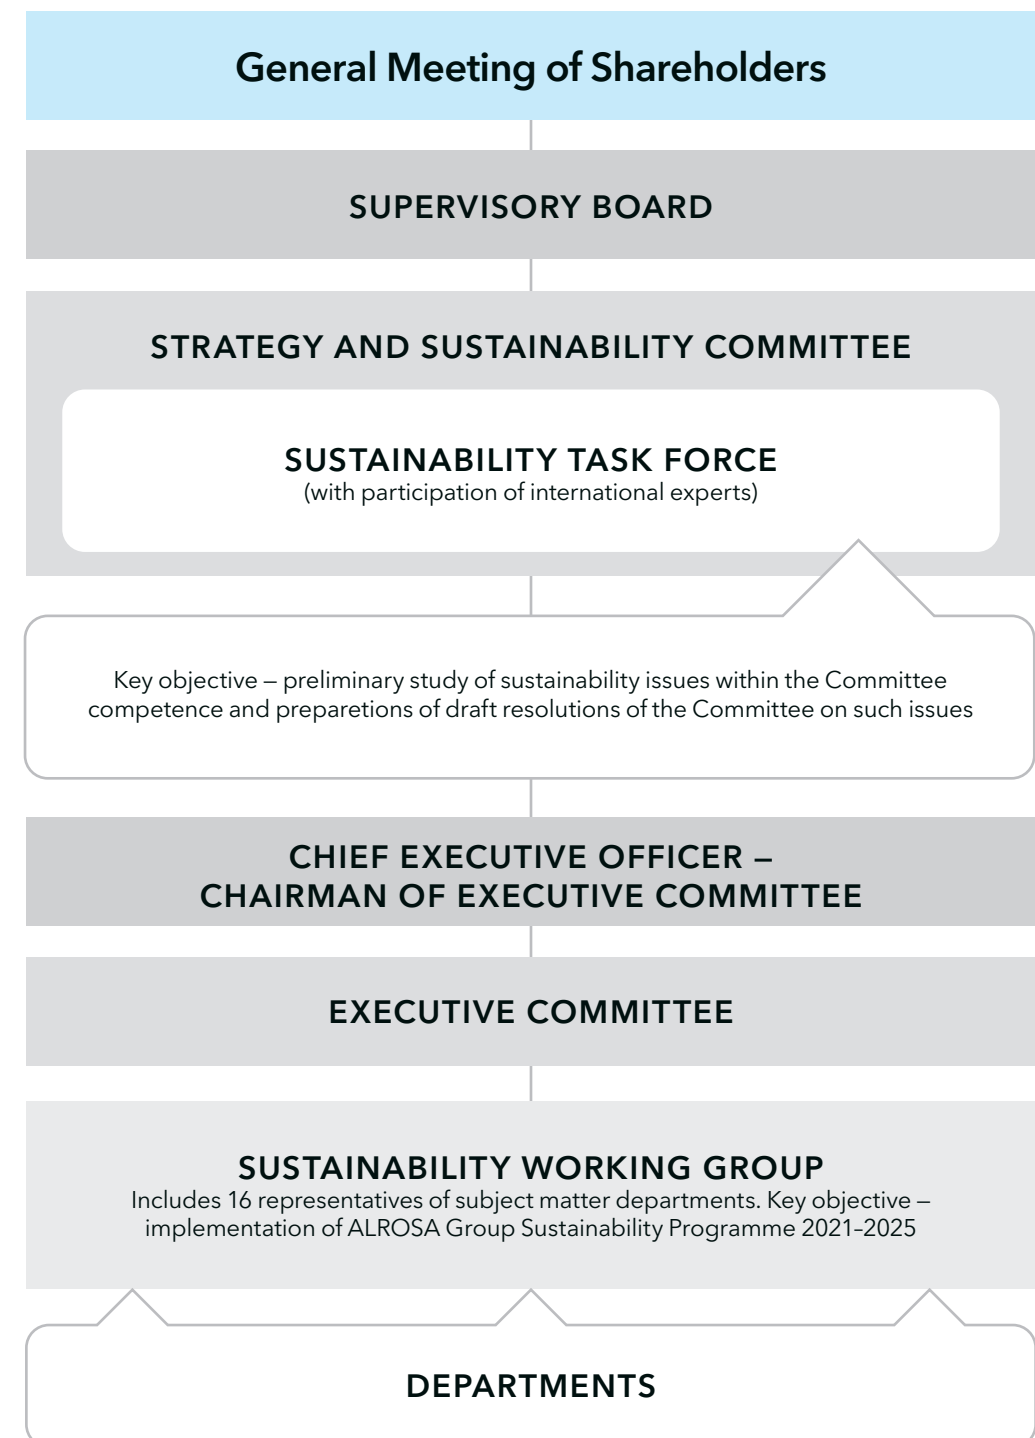 General Meeting of Shareholders
SUPERVISORY BOARD
STRATEGY AND SUSTAINABILITY COMMITTEE
SUSTAINABILITY TASK FORCE
(with participation of international experts)
Key objective – preliminary study of sustainability issues within the Committee
competence and preparetions of draft resolutions of the Committee on such issues
CHIEF EXECUTIVE OFFICER –
CHAIRMAN OF EXECUTIVE COMMITTEE
EXECUTIVE COMMITTEE
SUSTAINABILITY WORKING GROUP
Includes 16 representatives of subject matter departments. Key objective –
implementation of ALROSA Group Sustainability Programme 2021–2025
DEPARTMENTS